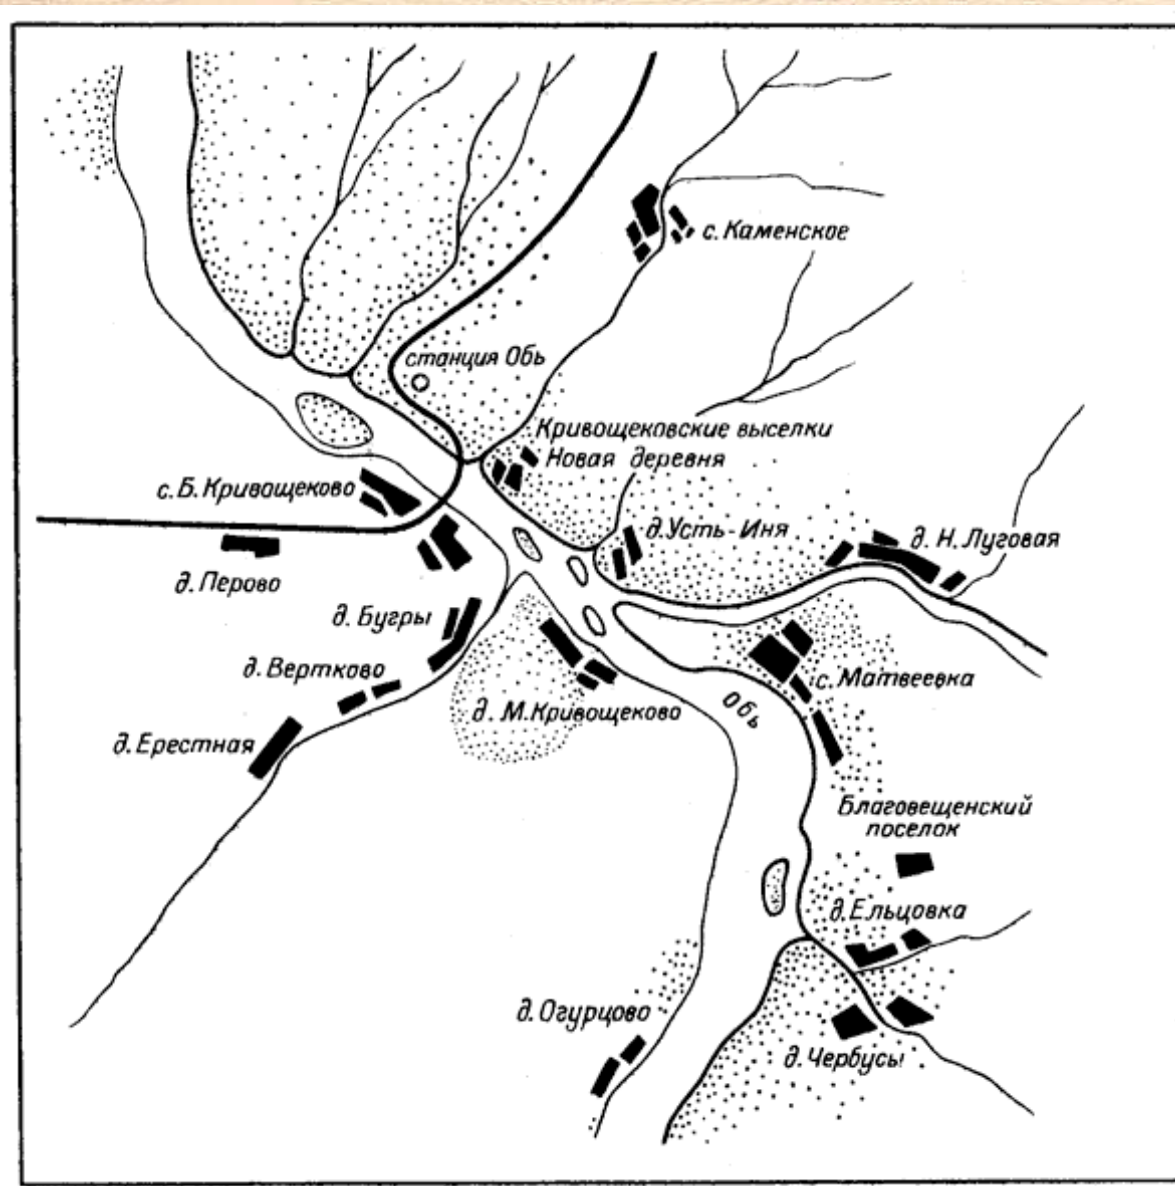 с. Каменское
станция Обь
Кривощековские выселки
Новая деревня
с. Б. Кривощеково
д. Усть-Иня
д. Н. Луговая
д. Перово
д. Бугры
д. Вертково
с. Матвеевка
д. М. Кривощеково
Обь
д. Ерестная
Благовещенский
поселок
д. Ельцовка
д. Огурцово
д. Чербусы